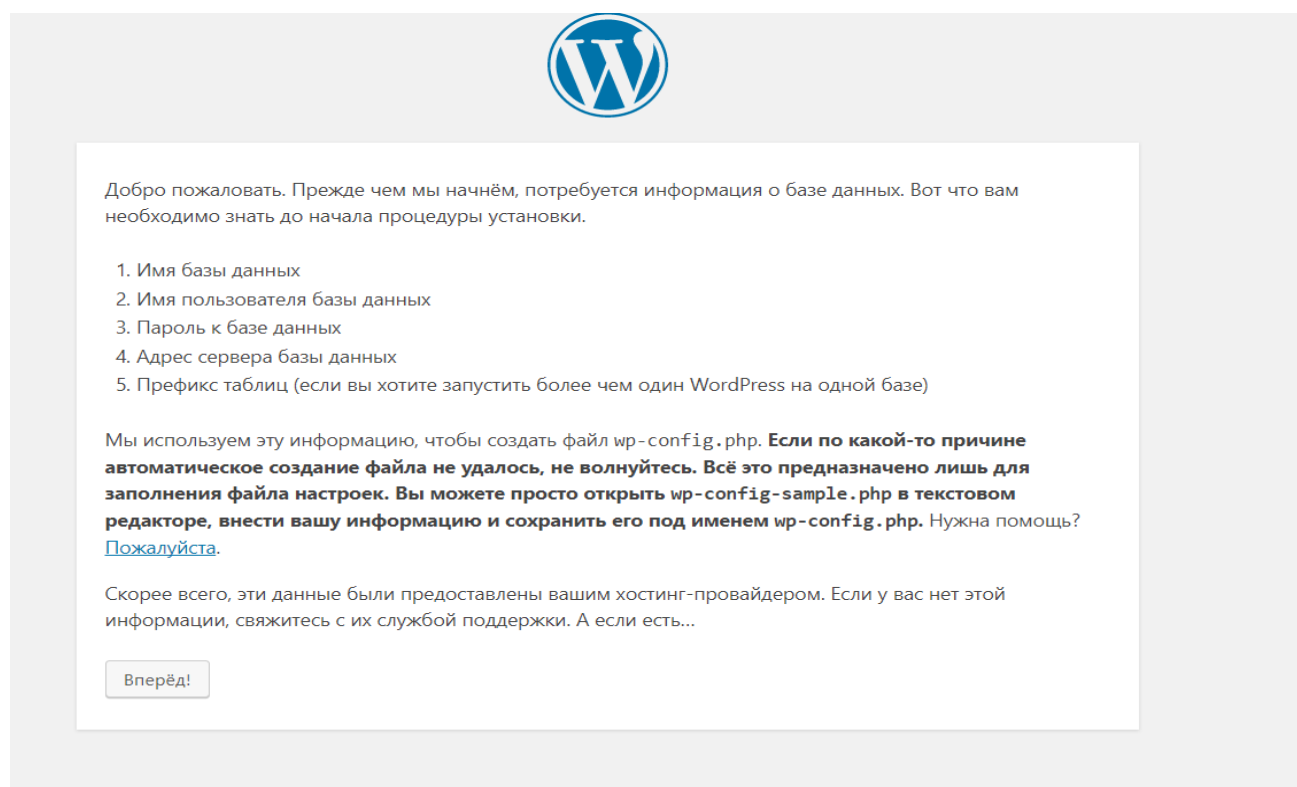 Добро пожаловать. Прежде чем мы начнём, потребуется информация о базе данных. Вот что вам
необходимо знать до начала процедуры установки.
1. Имя базы данных
2. Имя пользователя базы данных
3. Пароль к базе данных
4. Адрес сервера базы данных
5. Префикс таблиц (если вы хотите запустить более чем один WordPress на одной базе)
Мы используем эту информацию, чтобы создать файл wp-config.php. Если по какой-то причине
автоматическое создание файла не удалось, не волнуйтесь. Всё это предназначено лишь для
заполнения файла настроек. Вы можете просто открыть wp-config-sample.php в текстовом
редакторе, внести вашу информацию и сохранить его под именем wp-config.php. Нужна помощь?
Пожалуйста.
Скорее всего, эти данные были предоставлены вашим хостинг-провайдером. Если у вас нет этой
информации, свяжитесь с их службой поддержки. А если есть...
Вперёд!